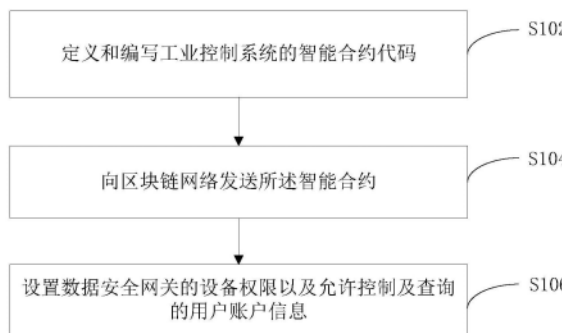 定义和编写工业控制系统的智能合约代码
S102
向区块链网络发送所述智能合约
S104
设置数据安全网关的设备权限以及允许控制及查询
的用户账户信息
S106